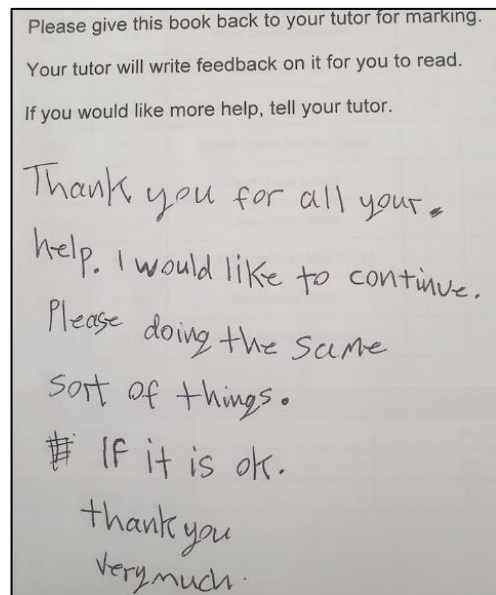 Please give this book back to your tutor for marking.
Your tutor will write feedback on it for you to read.
If you would like more help, tell your tutor.
Thank you for all your.
help. I would like to continue.
Please doing the same
sort of things.
If it is ok.
thank you
very much.